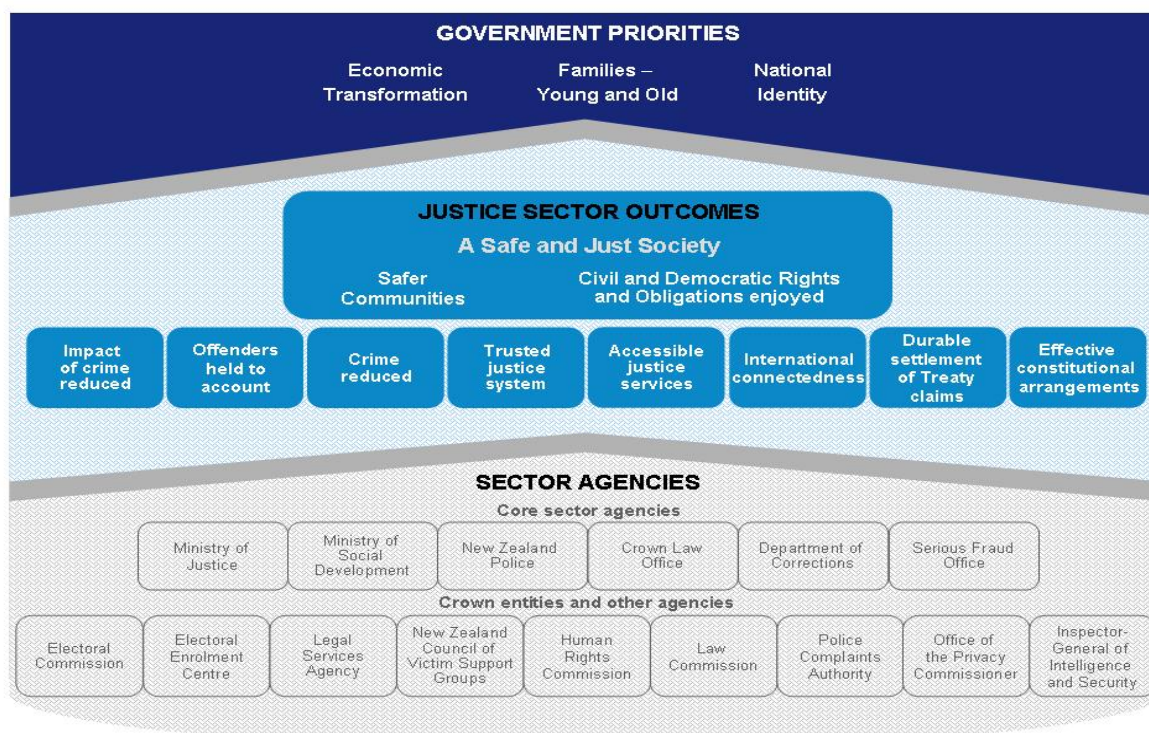 GOVERNMENT PRIORITIES
Economic
Transformation
Families –
Young and Old
National
Identity
JUSTICE SECTOR OUTCOMES
A Safe and Just Society
Safer
Communities
Civil and Democratic Rights
and Obligations enjoyed
Impact
of crime
reduced
Offenders
held to
account
Crime
reduced
Trusted
justice
system
Accessible
justice
services
International
connectedness
Durable
settlement
of Treaty
claims
Effective
constitutional
arrangements
SECTOR AGENCIES
Core sector agencies
Ministry of
Justice
Ministry of
Social
Development
New Zealand
Police
Crown Law
Office
Department of
Corrections
Serious Fraud
Office
Crown entities and other agencies
Electoral
Commission
Electoral
Enrolment
Centre
Legal
Services
Agency
New Zealand
Council of
Victim Support
Groups
Human
Rights
Commission
Law
Commission
Police
Complaints
Authority
Office of
the Privacy
Commissioner
Inspector-
General of
Intelligence
and Security